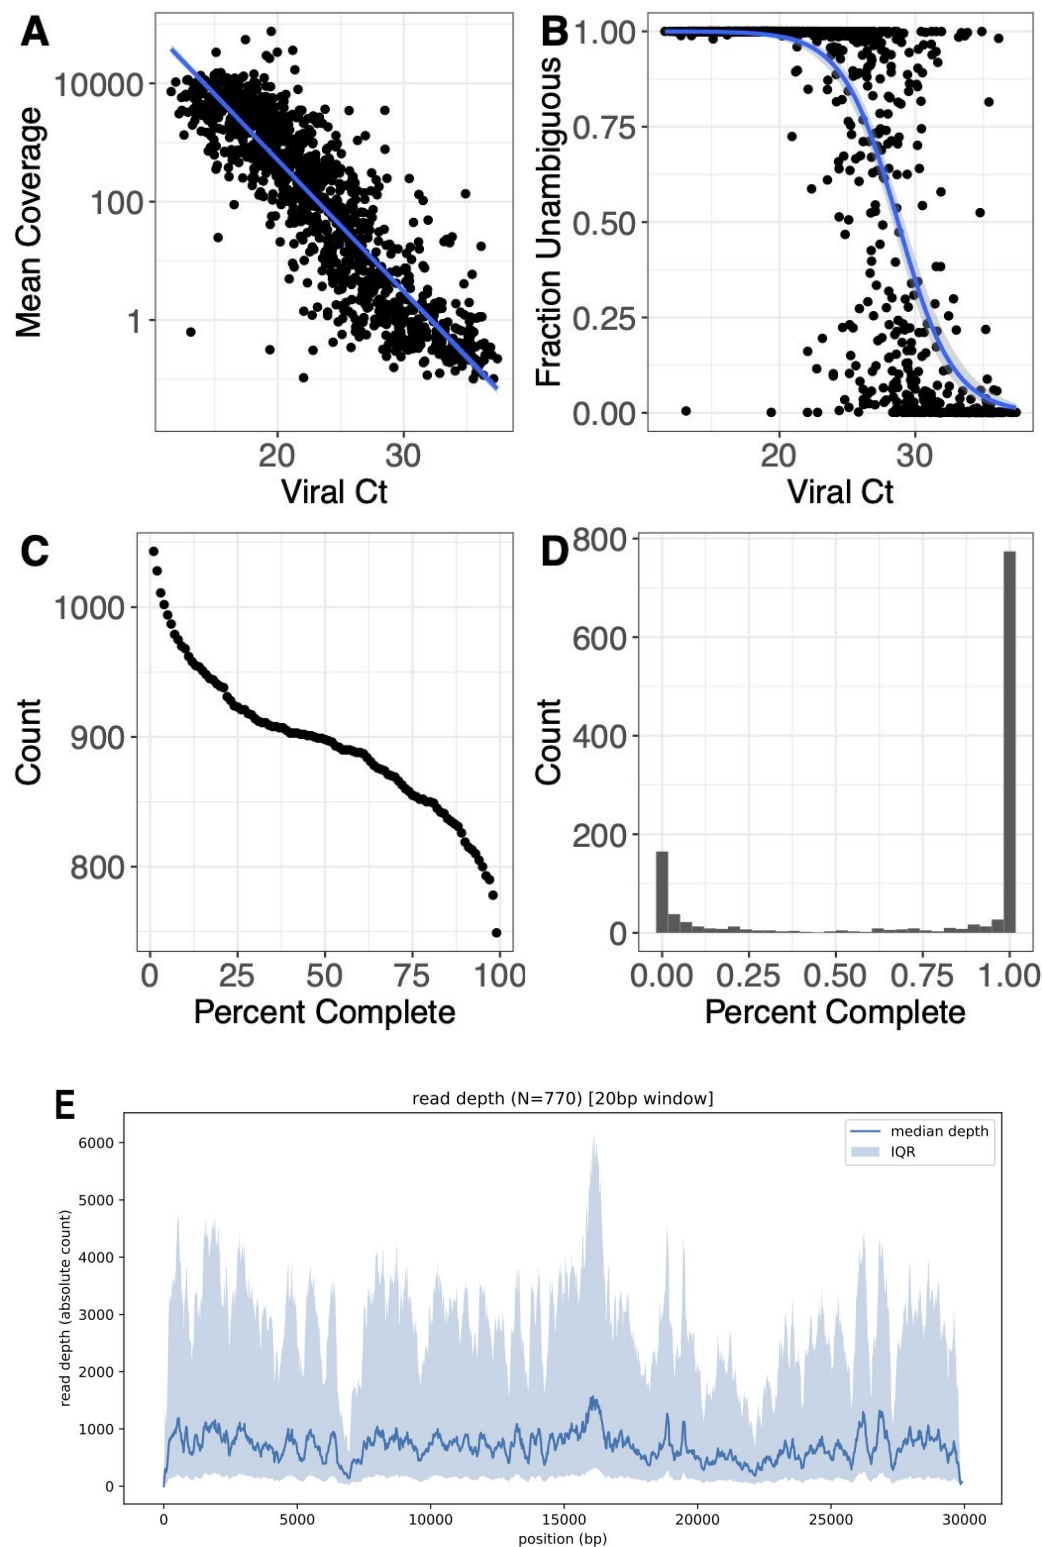 A
Mean Coverage
10000
100
1
20 30
Viral Ct
B
Fraction Unambiguous
1.00
0.75
0.50
0.25
0.00
20 30
Viral Ct
C
Count
1000
900
800
0 25 50 75 100
Percent Complete
D
Count
800
600
400
200
0
0.00 0.25 0.50 0.75 1.00
Percent Complete
E
read depth (N=770) [20bp window]
median depth
IQR
read depth (absolute count)
6000
5000
4000
3000
2000
1000
0
0 5000 10000 15000 20000 25000 30000
position (bp)